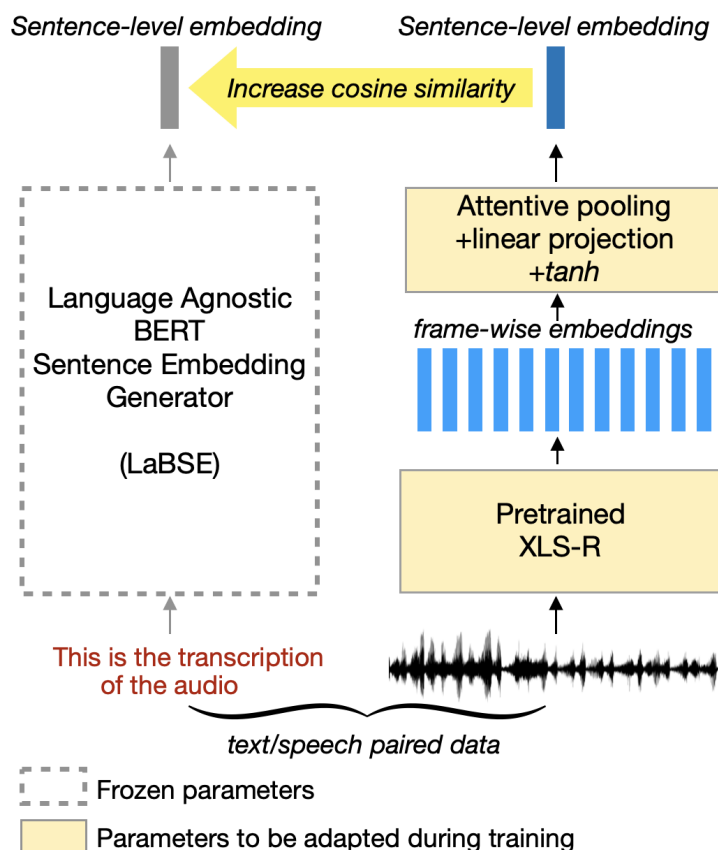 Sentence-level embedding
Sentence-level embedding
Increase cosine similarity
Language Agnostic
BERT
Sentence Embedding
Generator
(LaBSE)
Attentive pooling
+linear projection
+tanh
frame-wise embeddings
Pretrained
XLS-R
This is the transcription
of the audio
text/speech paired data
Frozen parameters
Parameters to be adapted during training